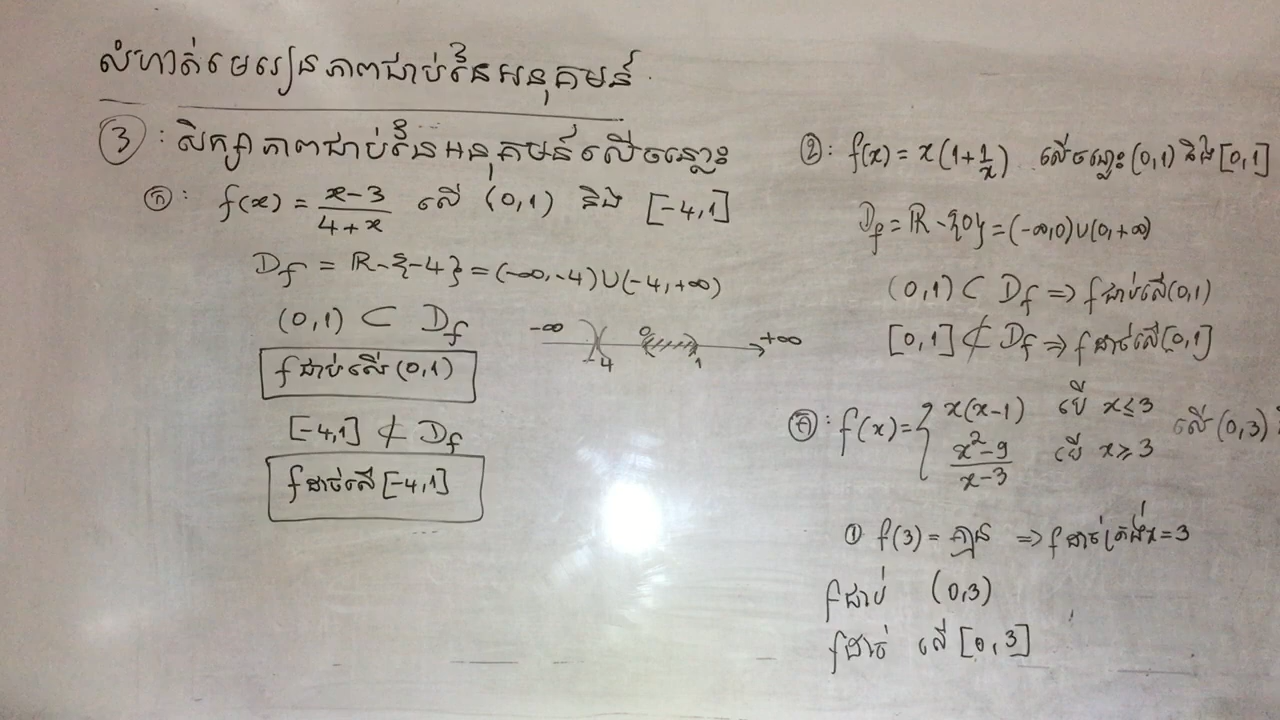 សំហាត់មេរៀនភាពជាប់នៃអនុគមន៍.
③ : សិក្សាភាពជាប់នៃអនុគមន៍លើចន្លោះ
ⓝ: f(x) = x-3 / 4+x លើ (0,1) និង [-4,1]
D_f = ℝ-{-4} = (-∞,-4)∪(-4,+∞)
(0,1) ⊂ D_f
-∞ -4 0 1 +∞
f ជាប់លើ (0,1)
[-4,1] ⊄ D_f
f ដាច់លើ [-4,1]
②: f(x) = x(1+1/x) លើចន្លោះ (0,1) និង [0,1]
D_f = ℝ-{0} = (-∞,0)∪(0,+∞)
(0,1) ⊂ D_f => f ជាប់លើ (0,1)
[0,1] ⊄ D_f => f ដាច់លើ [0,1]
គ: f(x) = { x(x-1) បើ x≤3 លើ (0,3)
x²-9 / x-3 បើ x≥3
① f(3) = គ្មាន => f ដាច់ត្រង់ x=3
f ជាប់ (0,3)
f ដាច់ លើ [0,3]